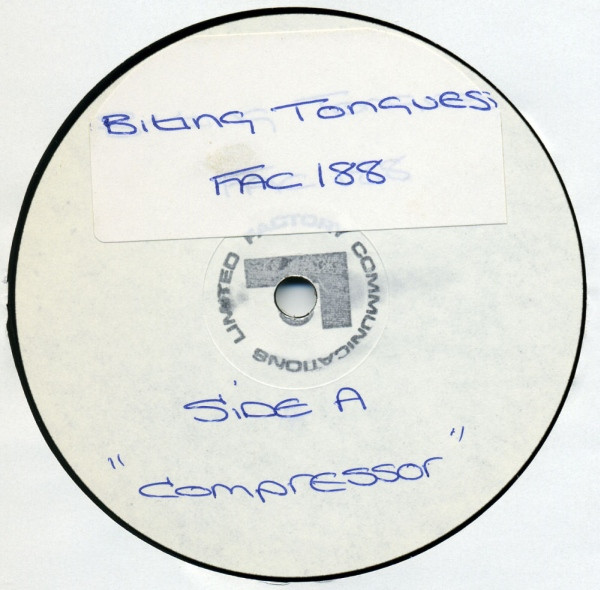 Biting Tongues
FAC 188
FACTORY COMMUNICATIONS LIMITED
SiDE A
"compressor"